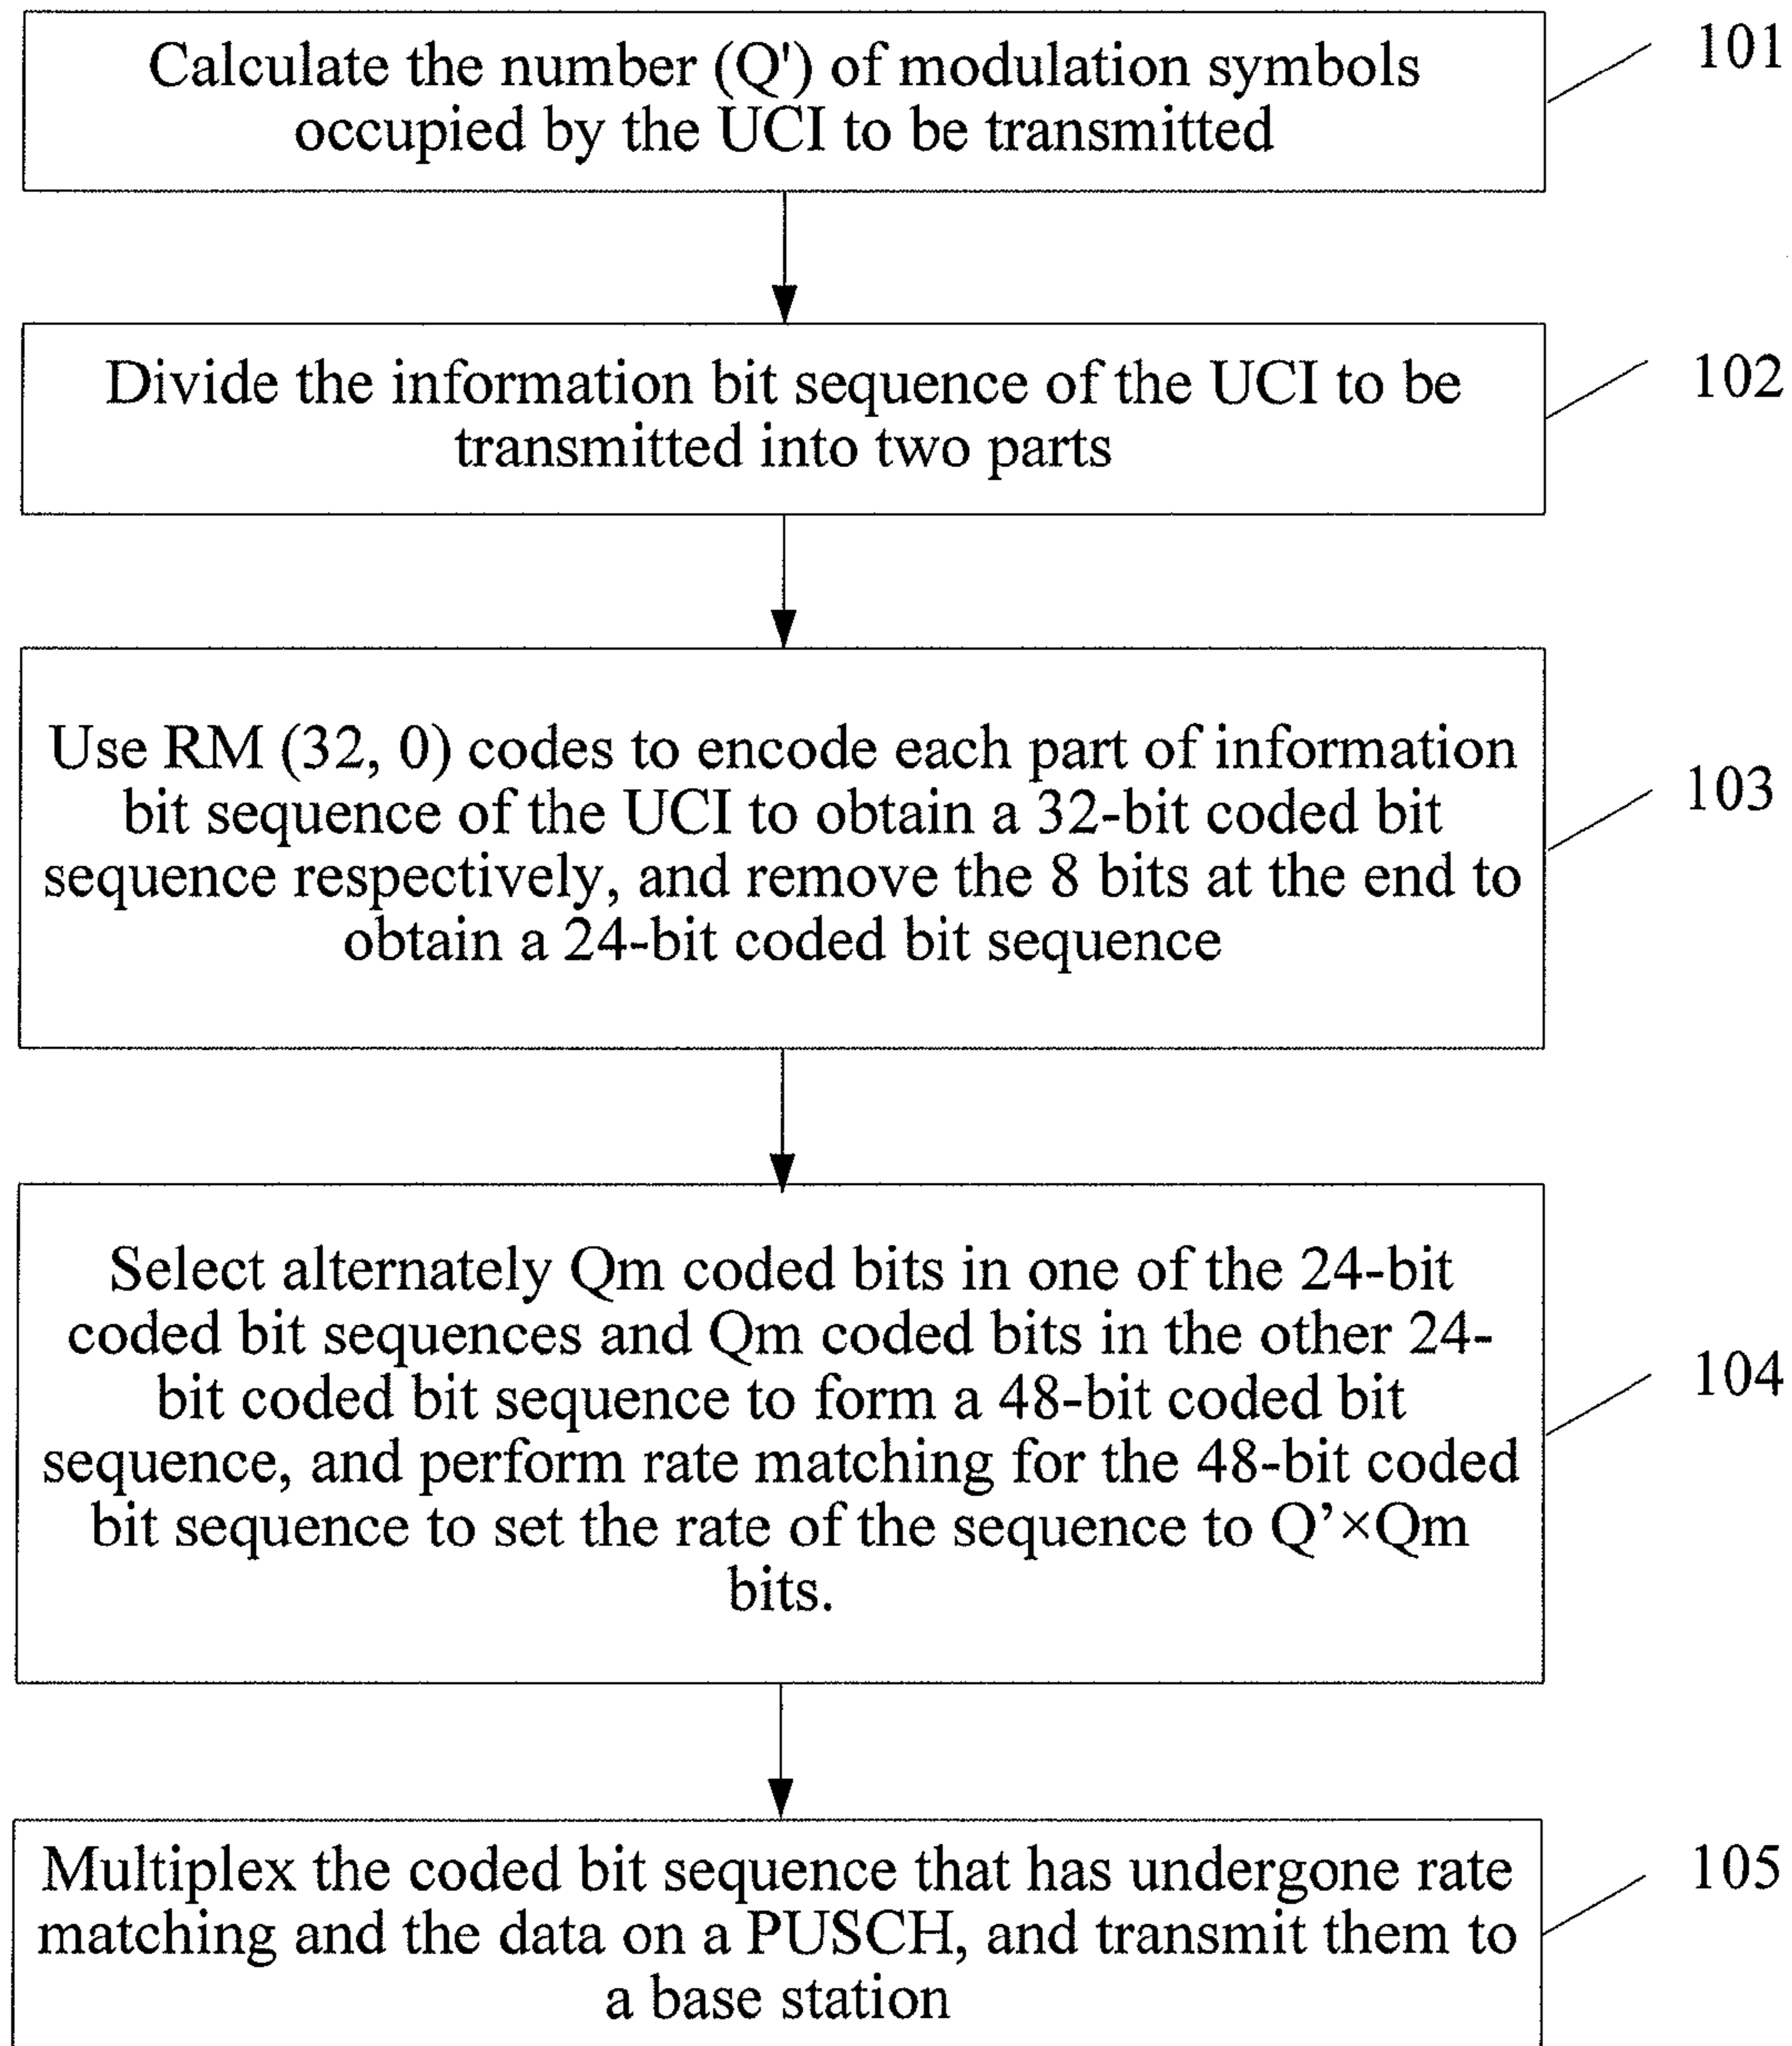 Calculate the number (Q') of modulation symbols
occupied by the UCI to be transmitted
101
Divide the information bit sequence of the UCI to be
transmitted into two parts
102
Use RM (32, 0) codes to encode each part of information
bit sequence of the UCI to obtain a 32-bit coded bit
sequence respectively, and remove the 8 bits at the end to
obtain a 24-bit coded bit sequence
103
Select alternately Qm coded bits in one of the 24-bit
coded bit sequences and Qm coded bits in the other 24-
bit coded bit sequence to form a 48-bit coded bit
sequence, and perform rate matching for the 48-bit coded
bit sequence to set the rate of the sequence to Q’×Qm
bits.
104
Multiplex the coded bit sequence that has undergone rate
matching and the data on a PUSCH, and transmit them to
a base station
105